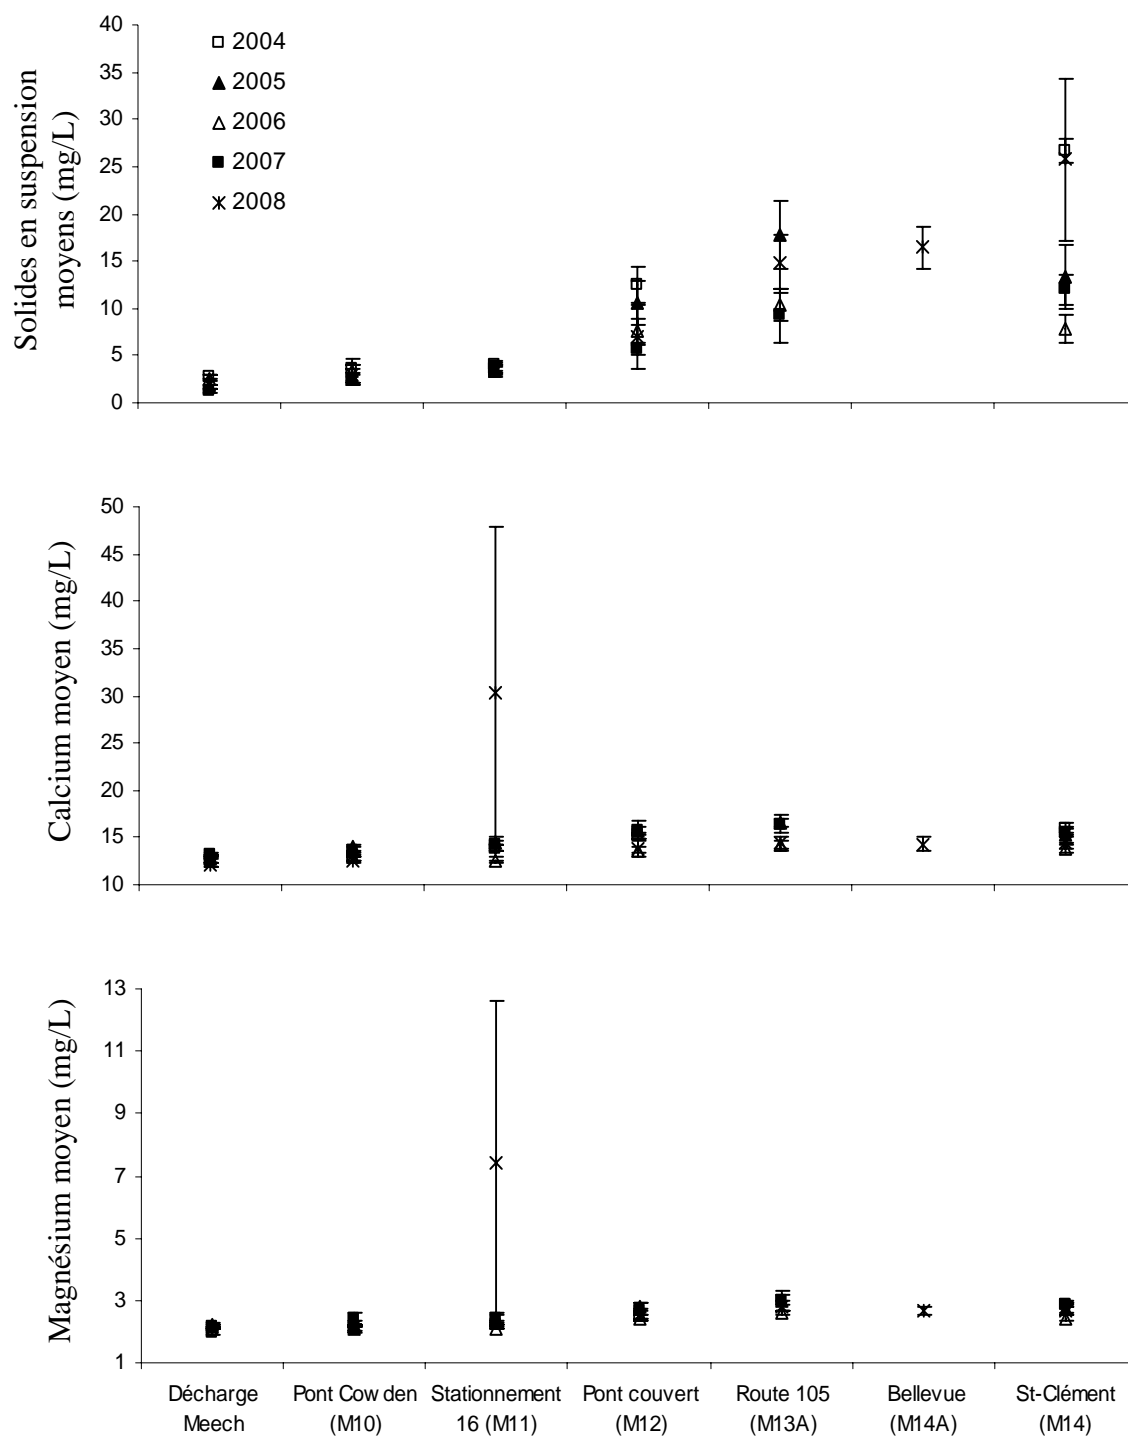 Solides en suspension
moyens (mg/L)
40
35
30
25
20
15
10
5
0
2004
2005
2006
2007
2008
Calcium moyen (mg/L)
50
45
40
35
30
25
20
15
10
Magnésium moyen (mg/L)
13
11
9
7
5
3
1
Décharge
Meech
Pont Cowden
(M10)
Stationnement
16 (M11)
Pont couvert
(M12)
Route 105
(M13A)
Bellevue
(M14A)
St-Clément
(M14)